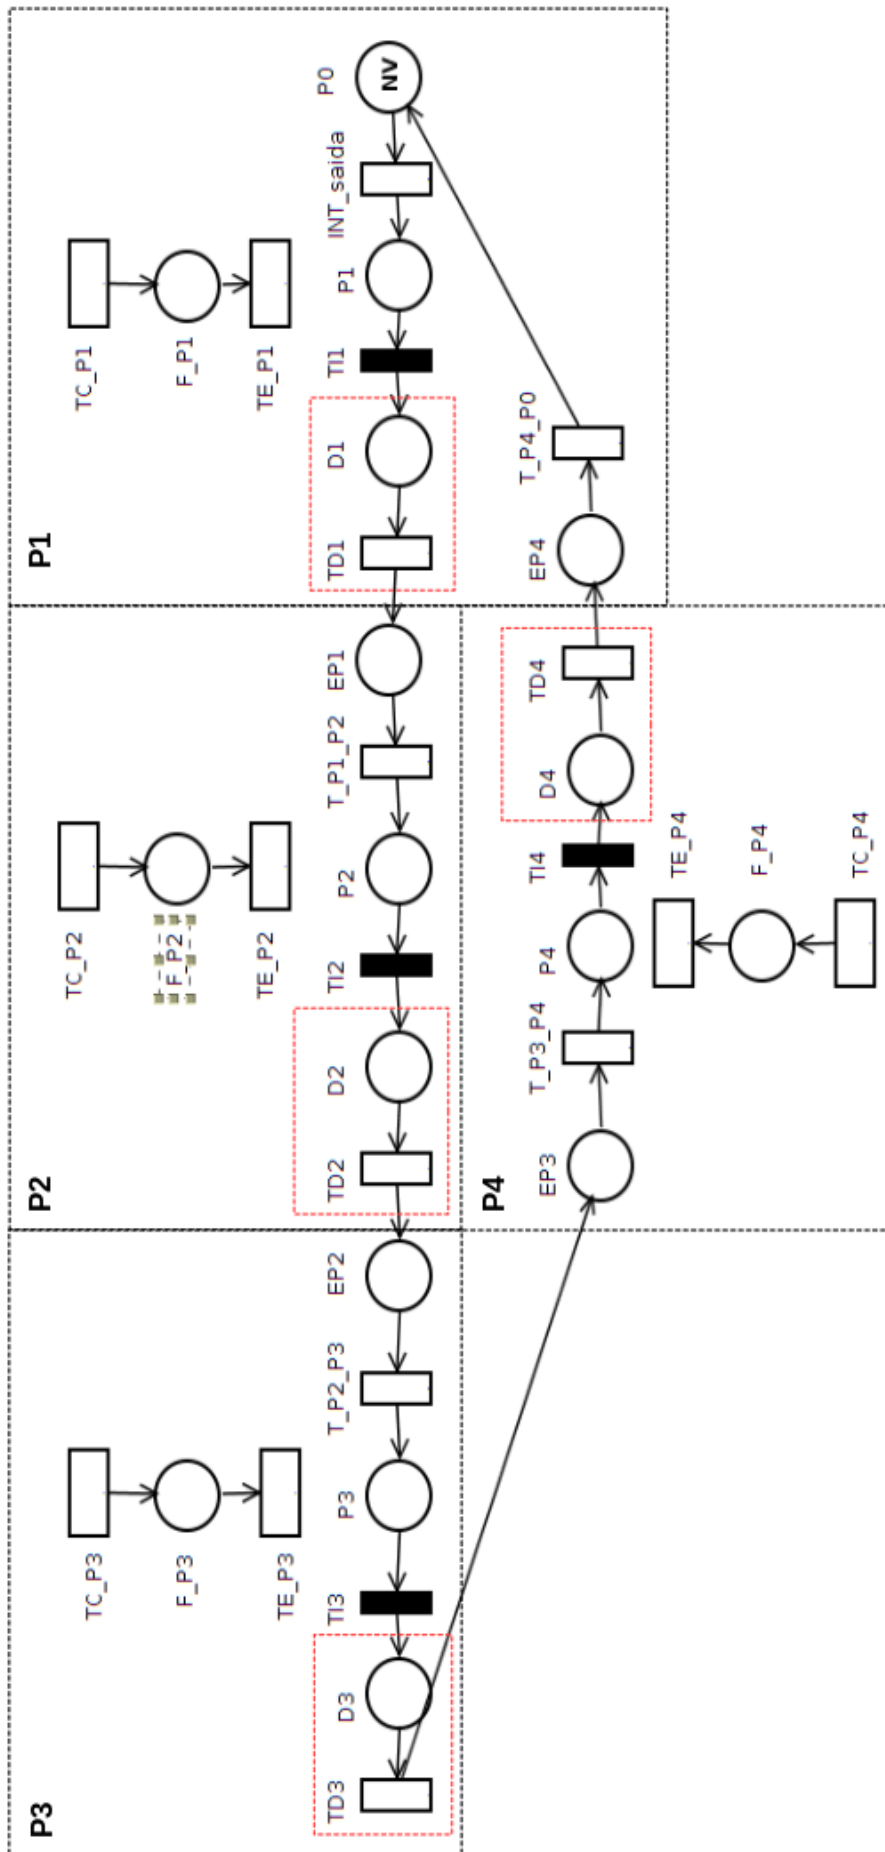 P3
TC_P3
F_P3
TE_P3
TD3
D3
TI3
P3
T_P2_P3
EP2
P2
TC_P2
F_P2
TE_P2
TD2
D2
TI2
P2
T_P1_P2
EP1
P1
TC_P1
F_P1
TE_P1
TD1
D1
TI1
P1
INT_saida
P0
NV
P4
EP3
T_P3_P4
P4
TI4
D4
TD4
EP4
T_P4_P0
TE_P4
F_P4
TC_P4